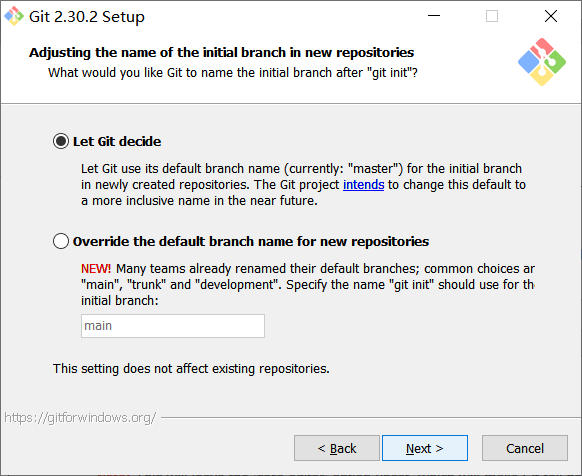 Git 2.30.2 Setup
Adjusting the name of the initial branch in new repositories
What would you like Git to name the initial branch after "git init"?
Let Git decide
Let Git use its default branch name (currently: "master") for the initial branch
in newly created repositories. The Git project intends to change this default to
a more inclusive name in the near future.
Override the default branch name for new repositories
NEW! Many teams already renamed their default branches; common choices ar
"main", "trunk" and "development". Specify the name "git init" should use for the
initial branch:
main
This setting does not affect existing repositories.
https://gitforwindows.org/
< Back
Next >
Cancel